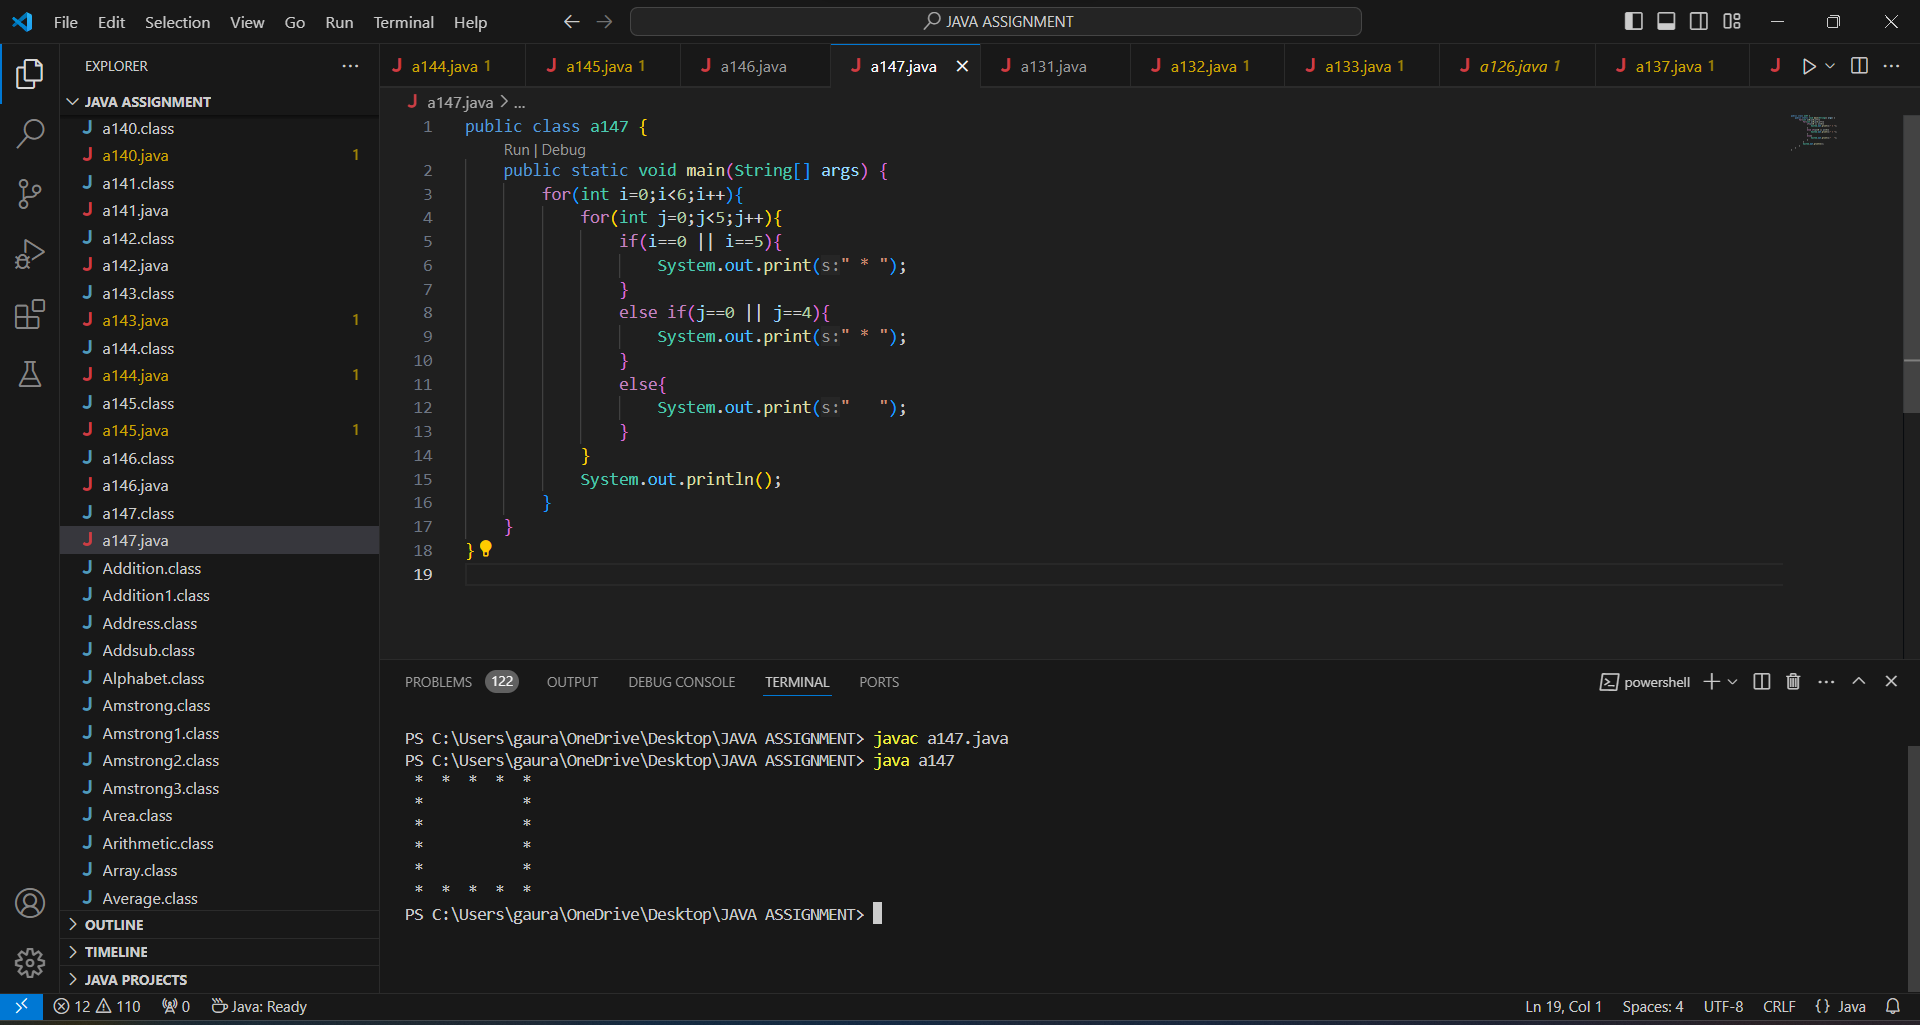 File Edit Selection View Go Run Terminal Help
JAVA ASSIGNMENT
EXPLORER
JAVA ASSIGNMENT
J a140.class
J a140.java 1
J a141.class
J a141.java
J a142.class
J a142.java
J a143.class
J a143.java 1
J a144.class
J a144.java 1
J a145.class
J a145.java 1
J a146.class
J a146.java
J a147.class
J a147.java
J Addition.class
J Addition1.class
J Address.class
J Addsub.class
J Alphabet.class
J Amstrong.class
J Amstrong1.class
J Amstrong2.class
J Amstrong3.class
J Area.class
J Arithmetic.class
J Array.class
J Average.class
OUTLINE
TIMELINE
JAVA PROJECTS
J a144.java 1 J a145.java 1 J a146.java J a147.java J a131.java J a132.java 1 J a133.java 1 J a126.java 1 J a137.java 1 J
J a147.java > ...
1 public class a147 {
Run | Debug
2     public static void main(String[] args) {
3         for(int i=0;i<6;i++){
4             for(int j=0;j<5;j++){
5                 if(i==0 || i==5){
6                     System.out.print(s:" * ");
7                 }
8                 else if(j==0 || j==4){
9                     System.out.print(s:" * ");
10                 }
11                 else{
12                     System.out.print(s:"   ");
13                 }
14             }
15             System.out.println();
16         }
17     }
18 }
19
PROBLEMS 122 OUTPUT DEBUG CONSOLE TERMINAL PORTS
powershell
PS C:\Users\gaura\OneDrive\Desktop\JAVA ASSIGNMENT> javac a147.java
PS C:\Users\gaura\OneDrive\Desktop\JAVA ASSIGNMENT> java a147
 *  *  *  *  *
 *           *
 *           *
 *           *
 *           *
 *  *  *  *  *
PS C:\Users\gaura\OneDrive\Desktop\JAVA ASSIGNMENT>
12 110 0 Java: Ready
Ln 19, Col 1 Spaces: 4 UTF-8 CRLF {} Java